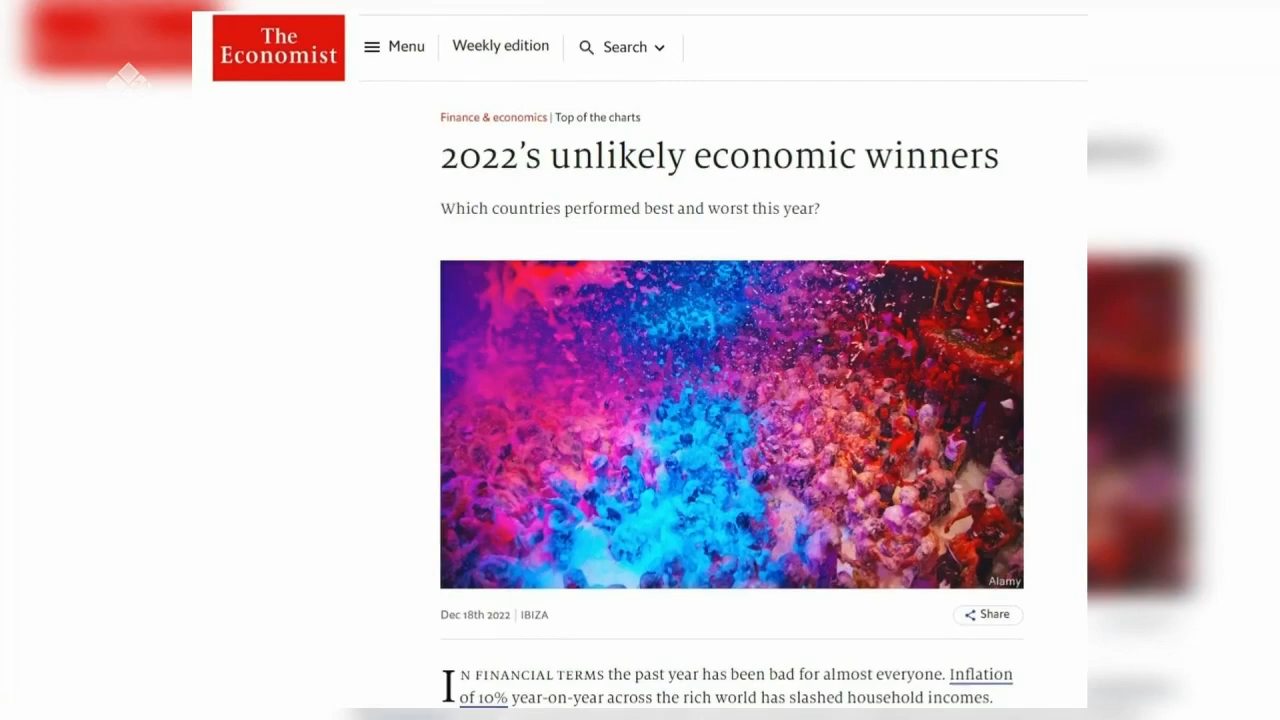 The
Economist
Menu
Weekly edition
Search
Finance & economics | Top of the charts
2022’s unlikely economic winners
Which countries performed best and worst this year?
Alamy
Dec 18th 2022 | IBIZA
Share
IN FINANCIAL TERMS the past year has been bad for almost everyone. Inflation
of 10% year-on-year across the rich world has slashed household incomes.